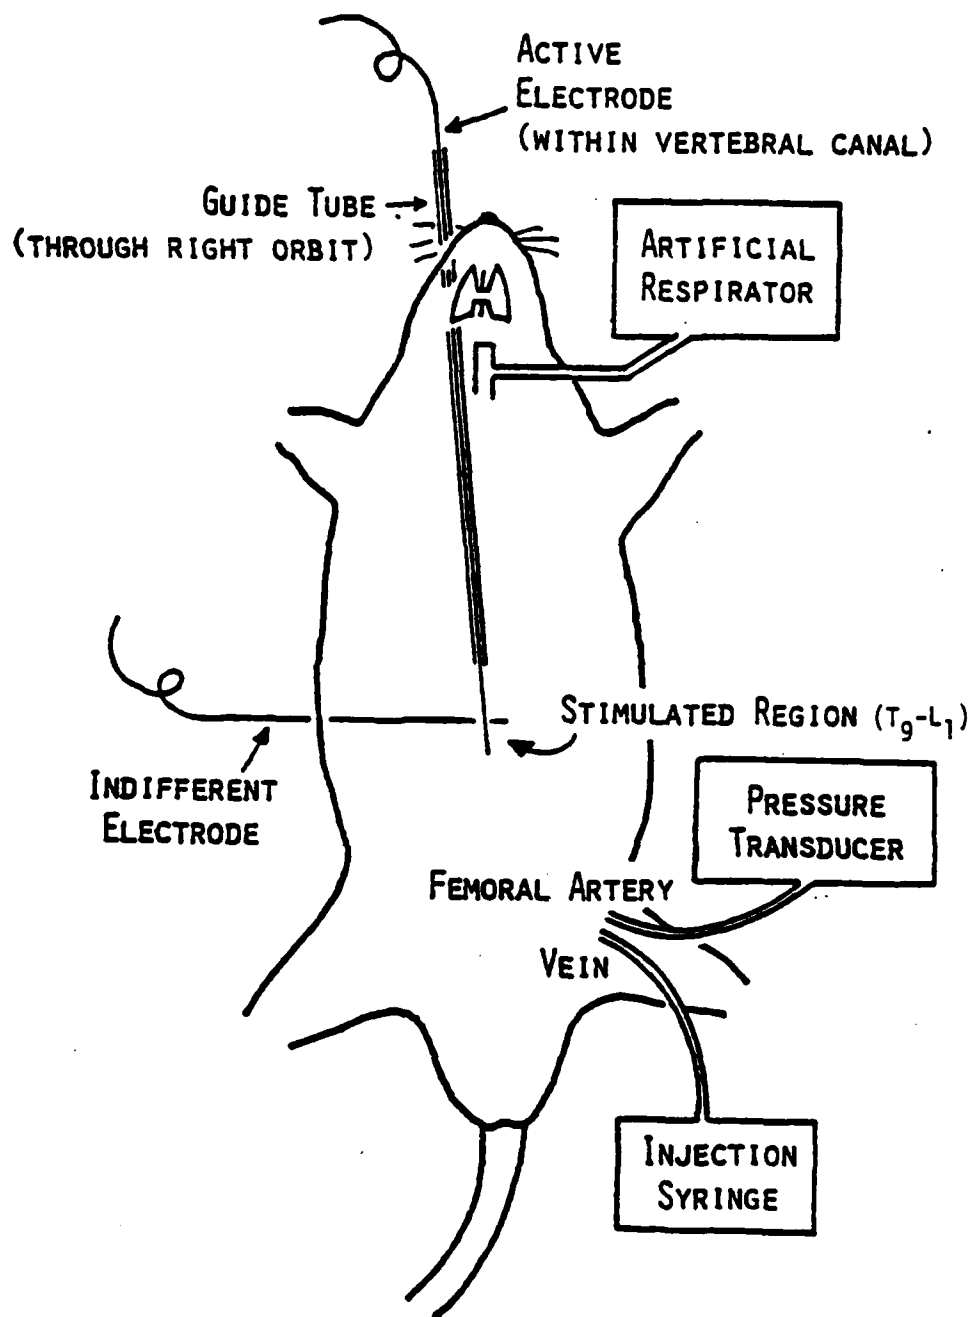 ACTIVE
ELECTRODE
(WITHIN VERTEBRAL CANAL)
GUIDE TUBE
(THROUGH RIGHT ORBIT)
ARTIFICIAL
RESPIRATOR
STIMULATED REGION (T9-L1)
INDIFFERENT
ELECTRODE
PRESSURE
TRANSDUCER
FEMORAL ARTERY
VEIN
INJECTION
SYRINGE